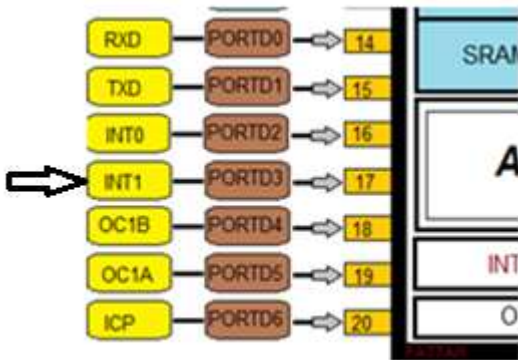 RXD PORTD0 14
SRAM
TXD PORTD1 15
INT0 PORTD2 16
A
INT1 PORTD3 17
OC1B PORTD4 18
OC1A PORTD5 19
INT
ICP PORTD6 20
O